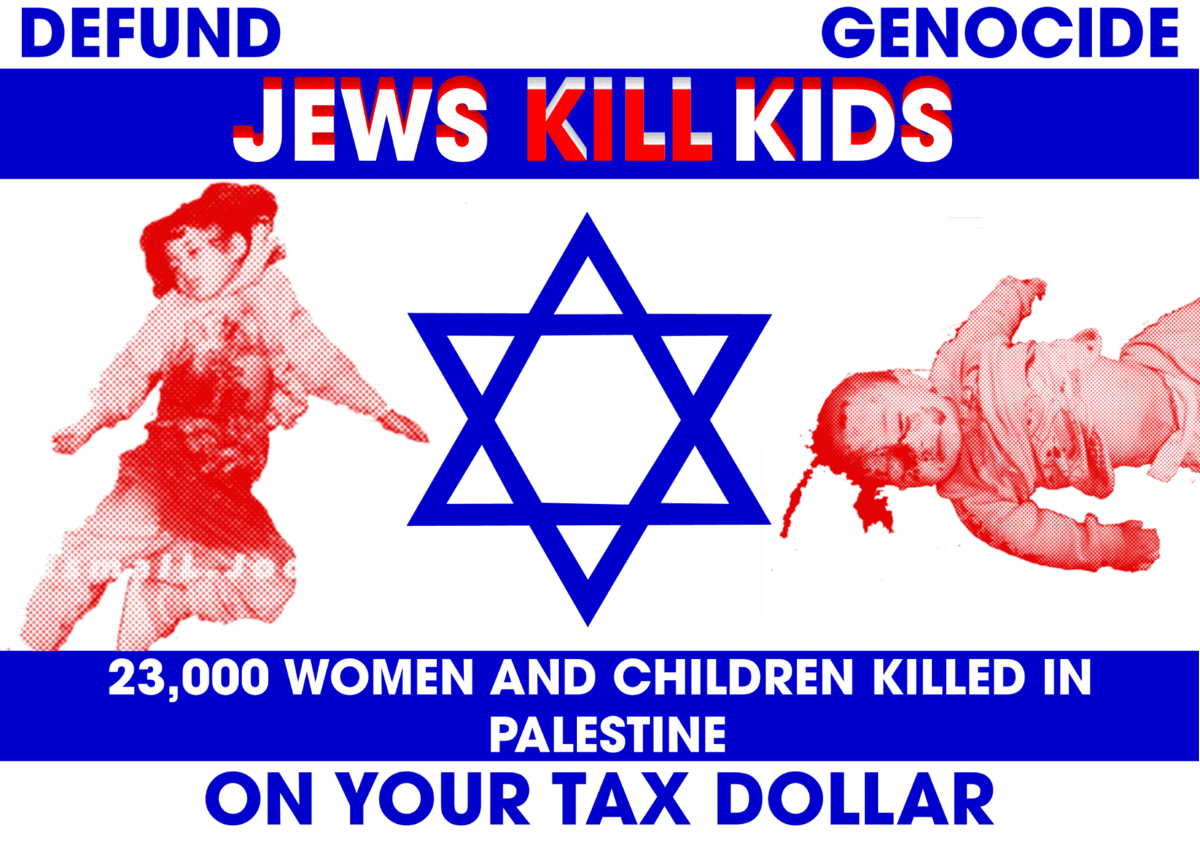 DEFUND GENOCIDE
JEWS KILL KIDS
23,000 WOMEN AND CHILDREN KILLED IN
PALESTINE
ON YOUR TAX DOLLAR